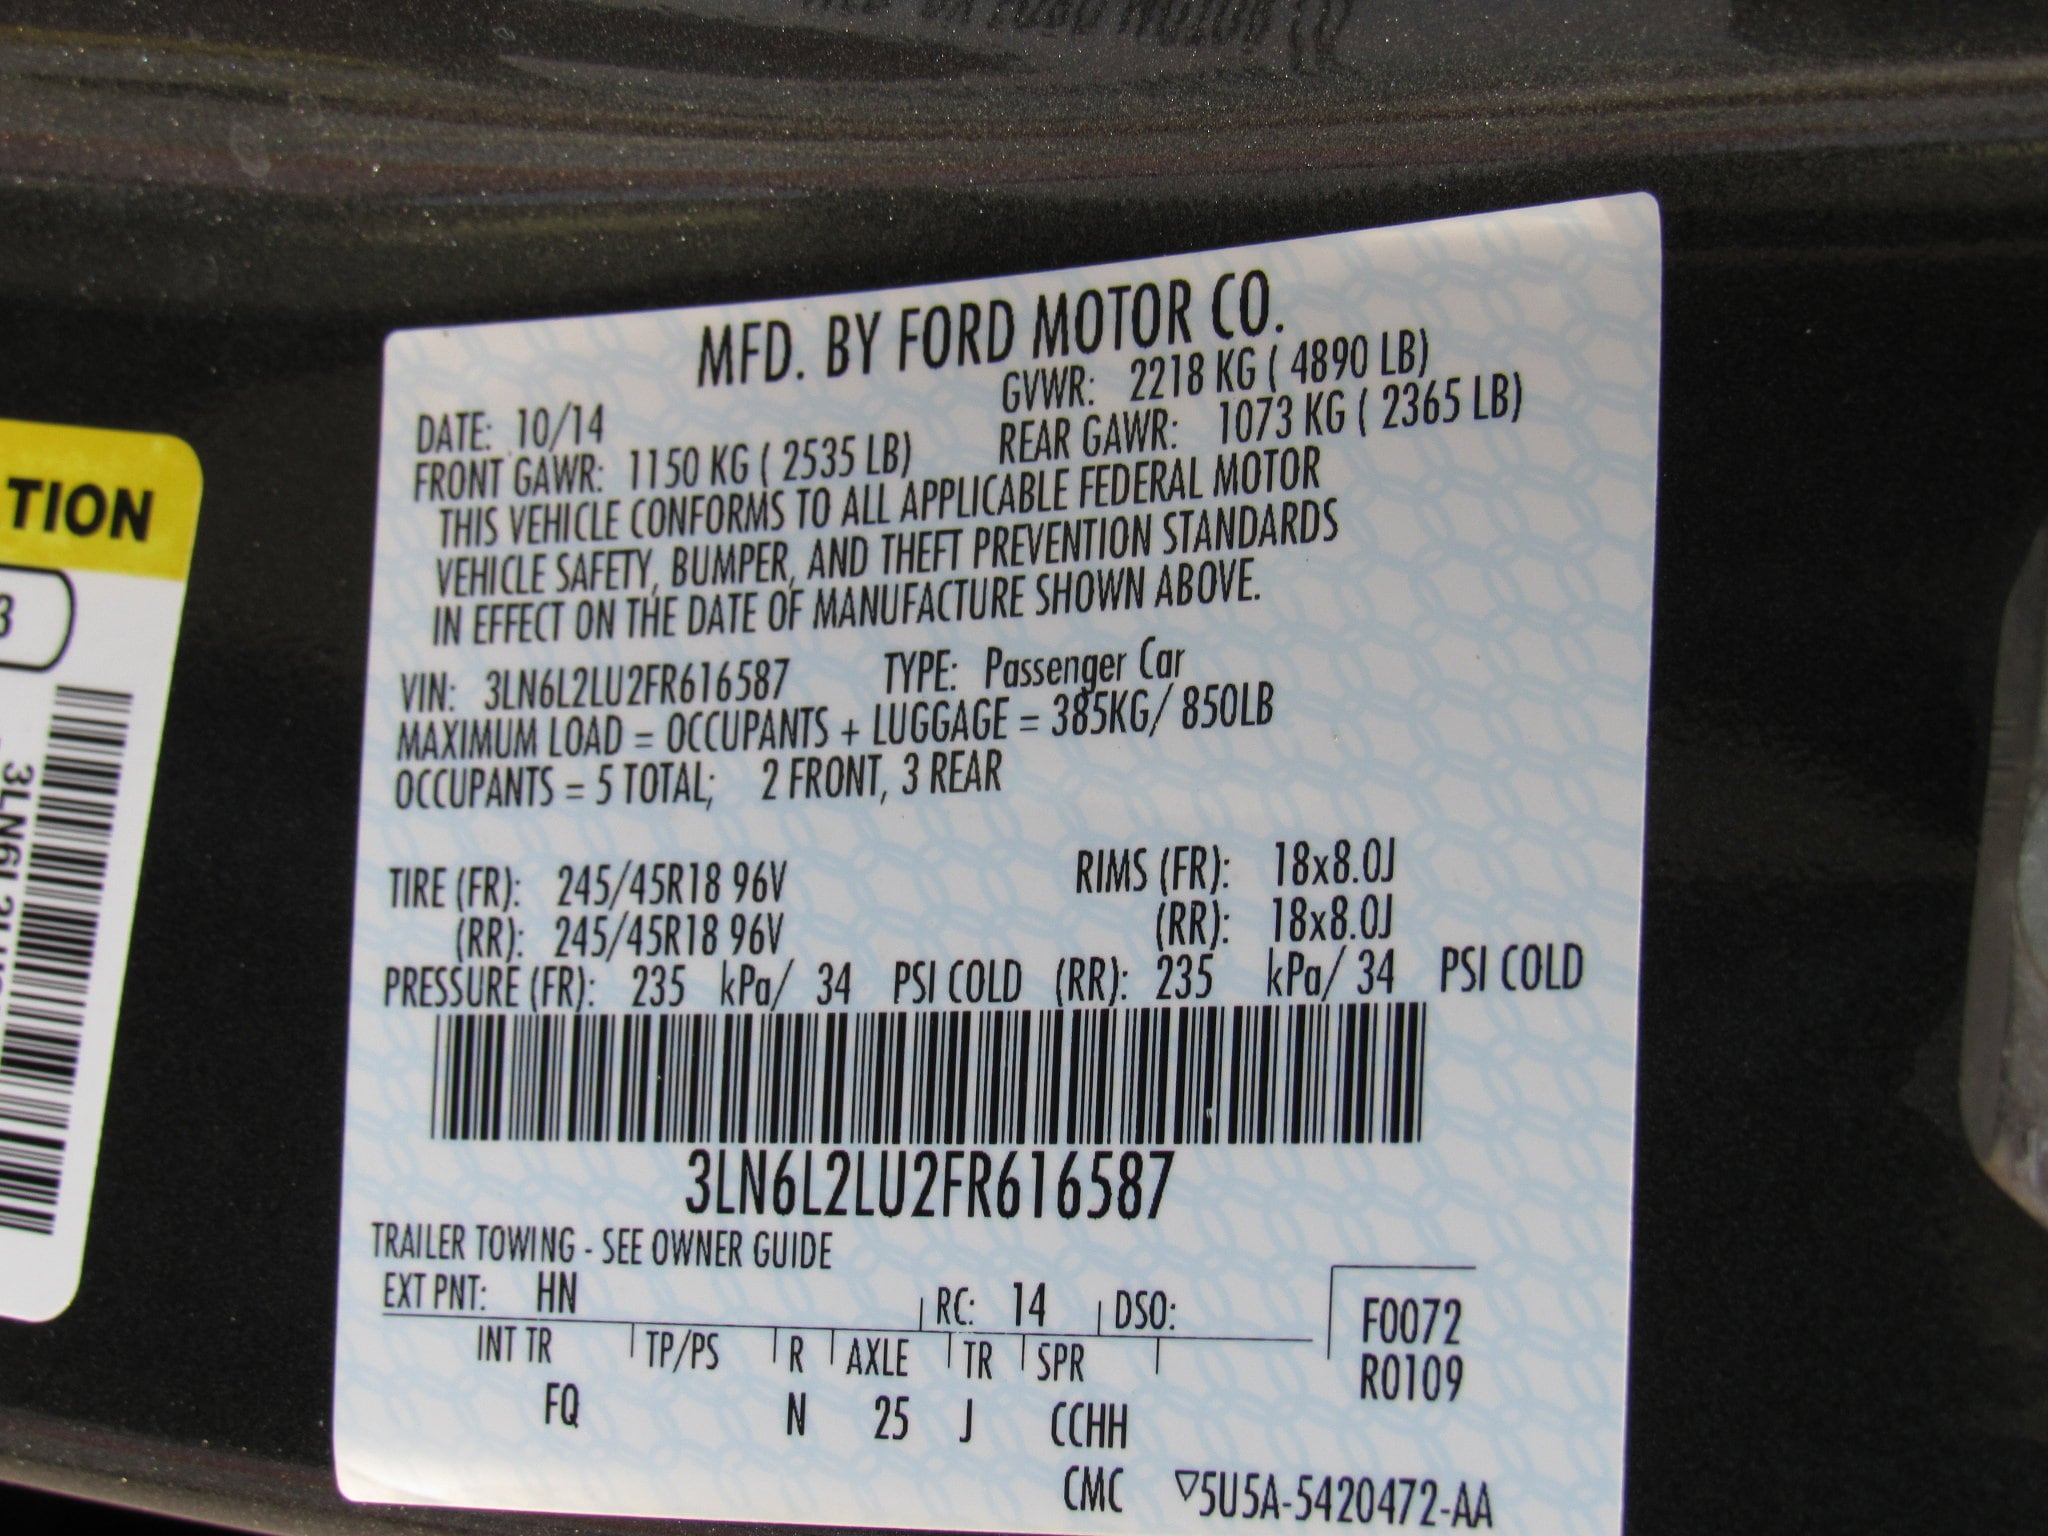 MFD. BY FORD MOTOR CO.
DATE: 10/14
GVWR: 2218 KG ( 4890 LB)
FRONT GAWR: 1150 KG ( 2535 LB)
REAR GAWR: 1073 KG ( 2365 LB)
THIS VEHICLE CONFORMS TO ALL APPLICABLE FEDERAL MOTOR
VEHICLE SAFETY, BUMPER, AND THEFT PREVENTION STANDARDS
IN EFFECT ON THE DATE OF MANUFACTURE SHOWN ABOVE.
VIN: 3LN6L2LU2FR616587 TYPE: Passenger Car
MAXIMUM LOAD = OCCUPANTS + LUGGAGE = 385KG/ 850LB
OCCUPANTS = 5 TOTAL; 2 FRONT, 3 REAR
TIRE (FR): 245/45R18 96V RIMS (FR): 18x8.0J
(RR): 245/45R18 96V (RR): 18x8.0J
PRESSURE (FR): 235 kPa/ 34 PSI COLD (RR): 235 kPa/ 34 PSI COLD
3LN6L2LU2FR616587
TRAILER TOWING - SEE OWNER GUIDE
EXT PNT: HN RC: 14 DSO:
INT TR TP/PS R AXLE TR SPR
FQ N 25 J CCHH
F0072
R0109
CMC ▽5U5A-5420472-AA
TION
3